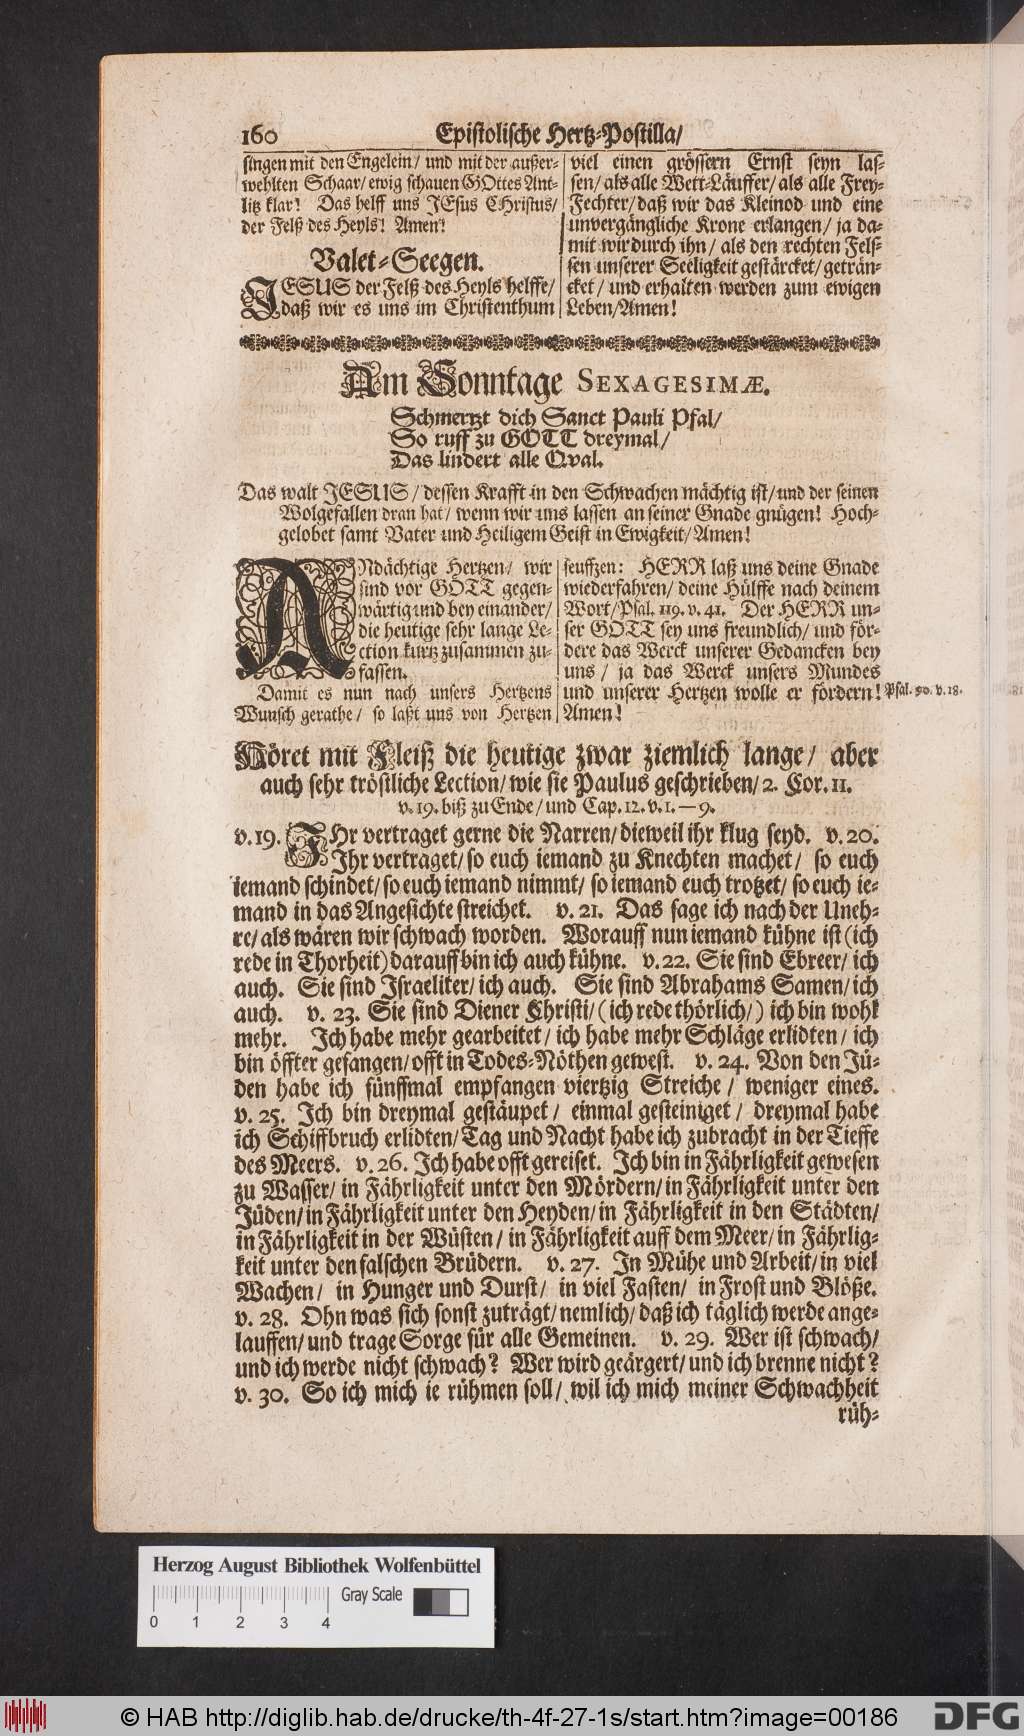 160 Epistolische Hertz-Postilla/
singen mit den Engelein/ und mit der außer-
wehlten Schaar/ ewig schauen GOttes Ant-
litz klar! Das helff uns JEsus CHristus/
der Felß des Heyls! Amen!
Valet-Seegen.
JESUS der Felß des Heyls helffe/
daß wir es uns im Christenthum
viel einen grössern Ernst seyn las-
sen/ als alle Wett-Läuffer/ als alle Frey-
Fechter/ daß wir das Kleinod und eine
unvergängliche Krone erlangen/ ja da-
mit wir durch ihn/ als den rechten Felß-
sen unserer Seeligkeit gestärcket/ geträn-
cket/ und erhalten werden zum ewigen
Leben/ Amen!
Am Sonntage SEXAGESIMÆ.
Schmertzt dich Sanct Pauli Pfal/
So ruff zu GOTT dreymal/
Das lindert alle Qval.
Das walt JESUS/ dessen Krafft in den Schwachen mächtig ist/ und der seinen
Wolgefallen dran hat/ wenn wir uns lassen an seiner Gnade gnügen! Hoch-
gelobet samt Vater und Heiligem Geist in Ewigkeit/ Amen!
ANdächtige Hertzen/ wir
sind vor GOTT gegen-
wärtig und bey einander/
die heutige sehr lange Le-
ction kurtz zusammen zu-
fassen.
Damit es nun nach unsers Hertzens
Wunsch gerathe/ so laßt uns von Hertzen
seuffzen: HERR laß uns deine Gnade
wiederfahren/ deine Hülffe nach deinem
Wort/ Psal. 119. v. 41. Der HERR un-
ser GOTT sey uns freundlich/ und för-
dere das Werck unserer Gedancken bey
uns/ ja das Werck unsers Mundes
und unserer Hertzen wolle er fördern!
Amen!
Psal. 90. v. 18.
Höret mit Fleiß die heutige zwar ziemlich lange/ aber
auch sehr tröstliche Lection/ wie sie Paulus geschrieben/ 2. Cor. 11.
v. 19. biß zu Ende/ und Cap. 12. v. 1. — 9.
v. 19. JHr vertraget gerne die Narren/ dieweil ihr klug seyd. v. 20.
Ihr vertraget/ so euch iemand zu Knechten machet/ so euch
iemand schindet/ so euch iemand nimmt/ so iemand euch trotzet/ so euch ie-
mand in das Angesichte streichet. v. 21. Das sage ich nach der Uneh-
re/ als wären wir schwach worden. Worauff nun iemand kühne ist (ich
rede in Thorheit) darauff bin ich auch kühne. v. 22. Sie sind Ebreer/ ich
auch. Sie sind Israeliter/ ich auch. Sie sind Abrahams Samen/ ich
auch. v. 23. Sie sind Diener Christi/ (ich rede thörlich/) ich bin wohl
mehr. Ich habe mehr gearbeitet/ ich habe mehr Schläge erlidten/ ich
bin öffter gefangen/ offt in Todes-Nöthen gewest. v. 24. Von den Jü-
den habe ich fünffmal empfangen viertzig Streiche/ weniger eines.
v. 25. Ich bin dreymal gestäupet/ einmal gesteiniget/ dreymal habe
ich Schiffbruch erlidten/ Tag und Nacht habe ich zubracht in der Tieffe
des Meers. v. 26. Ich habe offt gereiset. Ich bin in Fährligkeit gewesen
zu Wasser/ in Fährligkeit unter den Mördern/ in Fährligkeit unter den
Jüden/ in Fährligkeit unter den Heyden/ in Fährligkeit in den Städten/
in Fährligkeit in der Wüsten/ in Fährligkeit auff dem Meer/ in Fährlig-
keit unter den falschen Brüdern. v. 27. In Mühe und Arbeit/ in viel
Wachen/ in Hunger und Durst/ in viel Fasten/ in Frost und Blöße.
v. 28. Ohn was sich sonst zuträgt/ nemlich/ daß ich täglich werde ange-
lauffen/ und trage Sorge für alle Gemeinen. v. 29. Wer ist schwach/
und ich werde nicht schwach? Wer wird geärgert/ und ich brenne nicht?
v. 30. So ich mich ie rühmen soll/ wil ich mich meiner Schwachheit
rüh-
Herzog August Bibliothek Wolfenbüttel
Gray Scale
0 1 2 3 4
© HAB http://diglib.hab.de/drucke/th-4f-27-1s/start.htm?image=00186
DFG